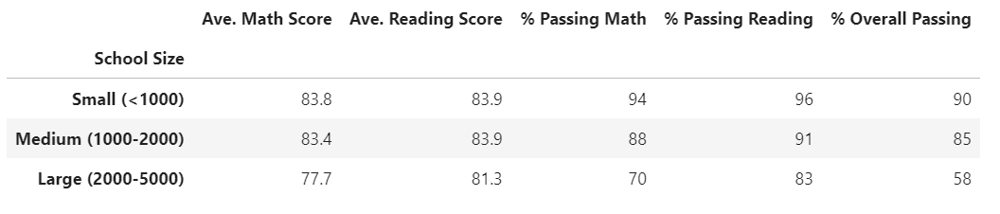 Ave. Math Score Ave. Reading Score % Passing Math % Passing Reading % Overall Passing
School Size
Small (<1000) 83.8 83.9 94 96 90
Medium (1000-2000) 83.4 83.9 88 91 85
Large (2000-5000) 77.7 81.3 70 83 58